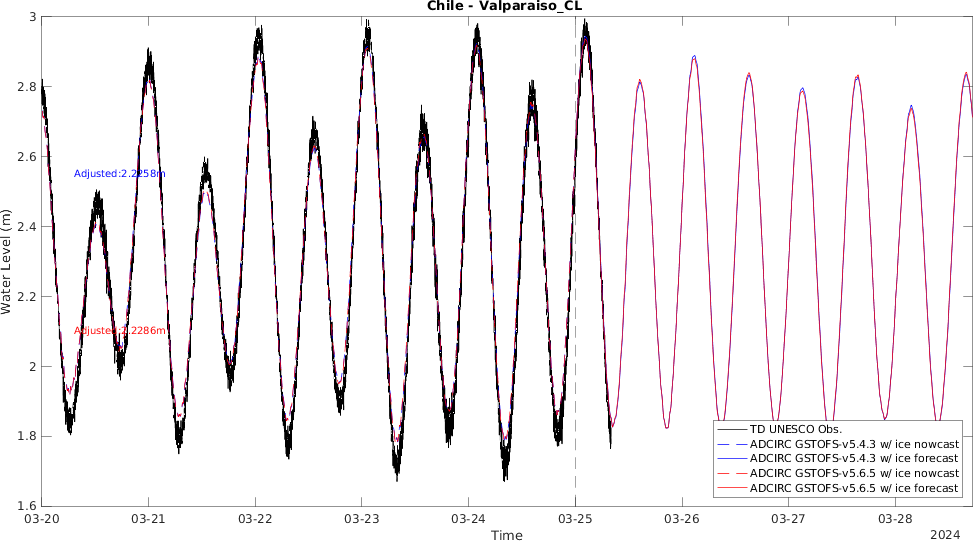 Chile - Valparaiso_CL
3
2.8
2.6
2.4
2.2
2
1.8
1.6
Water Level (m)
Adjusted:2.2258m
Adjusted:2.2286m
TD UNESCO Obs.
ADCIRC GSTOFS-v5.4.3 w/ ice nowcast
ADCIRC GSTOFS-v5.4.3 w/ ice forecast
ADCIRC GSTOFS-v5.6.5 w/ ice nowcast
ADCIRC GSTOFS-v5.6.5 w/ ice forecast
03-20 03-21 03-22 03-23 03-24 03-25 03-26 03-27 03-28
Time
2024